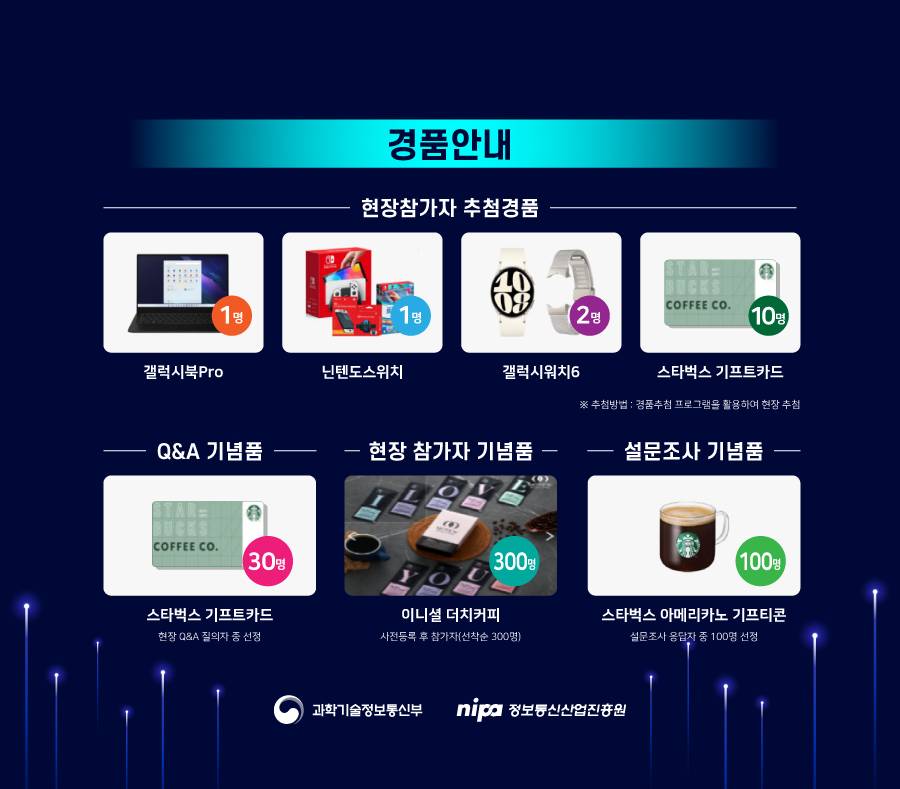 경품안내
현장참가자 추첨경품
1명
1명
10
08
2명
STAR-
BUCKS
COFFEE CO.
10명
갤럭시북Pro
닌텐도스위치
갤럭시워치6
스타벅스 기프트카드
※ 추첨방법 : 경품추첨 프로그램을 활용하여 현장 추첨
Q&A 기념품
현장 참가자 기념품
설문조사 기념품
STAR-
BUCKS
COFFEE CO.
30명
I LOVE
YOU
300명
100명
스타벅스 기프트카드
이니셜 더치커피
스타벅스 아메리카노 기프티콘
현장 Q&A 질의자 중 선정
사전등록 후 참가자(선착순 300명)
설문조사 응답자 중 100명 선정
과학기술정보통신부
nipa 정보통신산업진흥원